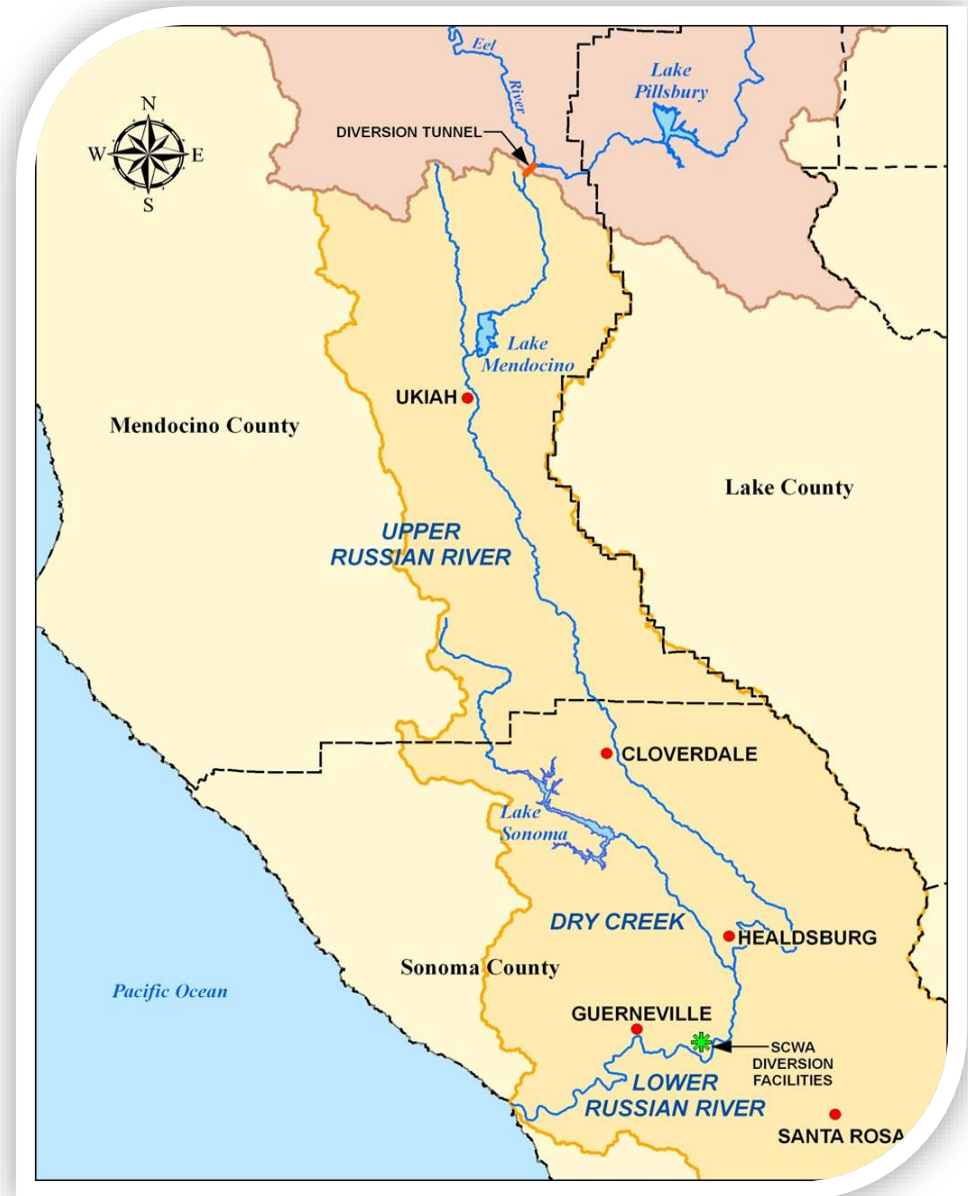 Eel
River
Lake
Pillsbury
DIVERSION TUNNEL
N
W
E
S
Lake
Mendocino
UKIAH
Mendocino County
Lake County
UPPER
RUSSIAN RIVER
CLOVERDALE
Lake
Sonoma
DRY CREEK
HEALDSBURG
Sonoma County
Pacific Ocean
GUERNEVILLE
SCWA
DIVERSION
FACILITIES
LOWER
RUSSIAN RIVER
SANTA ROSA